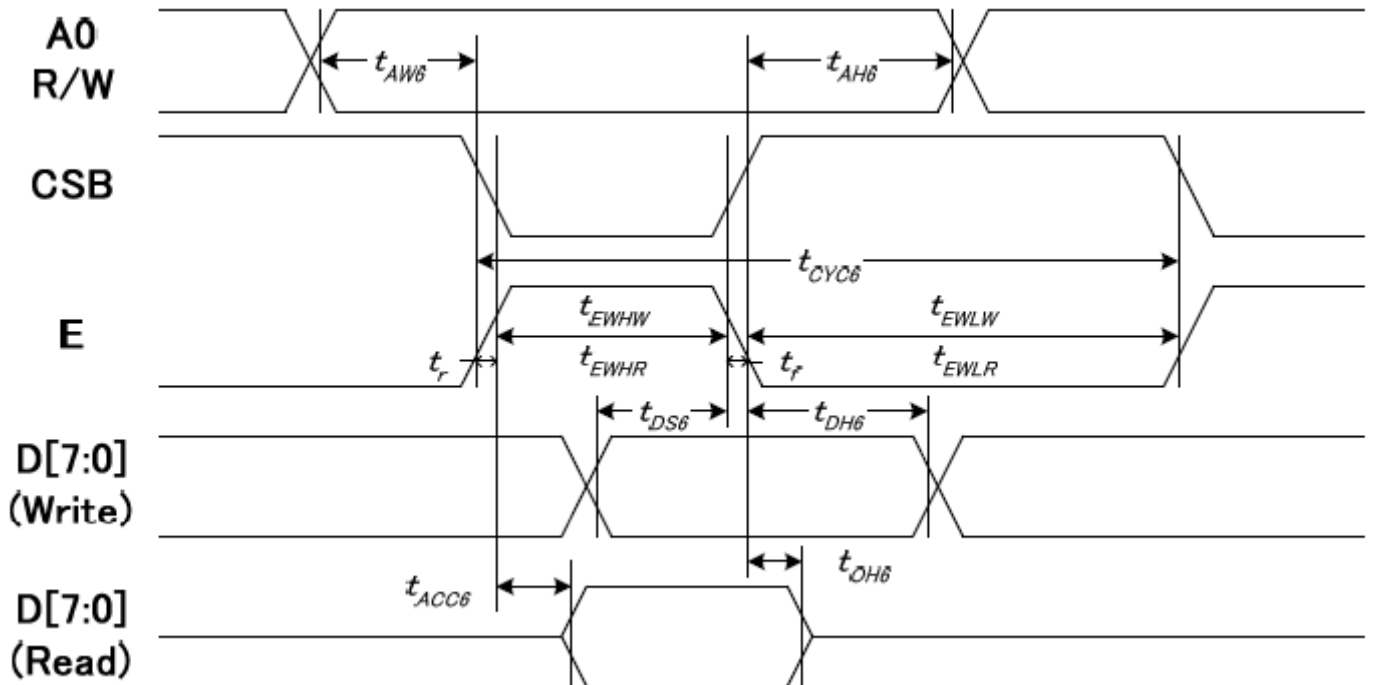 A0
R/W
tAW6
tAH6
CSB
tCYC6
E
tEWHW
tEWLW
tr
tEWHR
tf
tEWLR
tDS6
tDH6
D[7:0]
(Write)
tACC6
tOH6
D[7:0]
(Read)